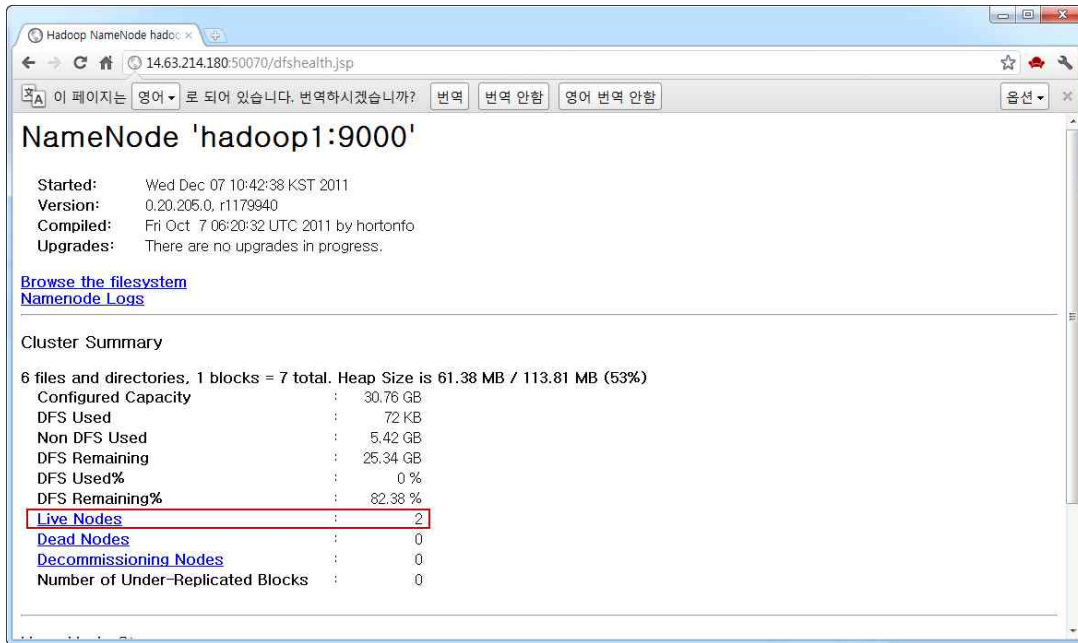 Hadoop NameNode hadoo
14.63.214.180:50070/dfshealth.jsp
이 페이지는 영어 로 되어 있습니다. 번역하시겠습니까? 번역 번역 안함 영어 번역 안함 옵션
NameNode 'hadoop1:9000'
Started: Wed Dec 07 10:42:38 KST 2011
Version: 0.20.205.0, r1179940
Compiled: Fri Oct 7 06:20:32 UTC 2011 by hortonfo
Upgrades: There are no upgrades in progress.
Browse the filesystem
Namenode Logs
Cluster Summary
6 files and directories, 1 blocks = 7 total. Heap Size is 61.38 MB / 113.81 MB (53%)
Configured Capacity : 30.76 GB
DFS Used : 72 KB
Non DFS Used : 5.42 GB
DFS Remaining : 25.34 GB
DFS Used% : 0 %
DFS Remaining% : 82.38 %
Live Nodes : 2
Dead Nodes : 0
Decommissioning Nodes : 0
Number of Under-Replicated Blocks : 0